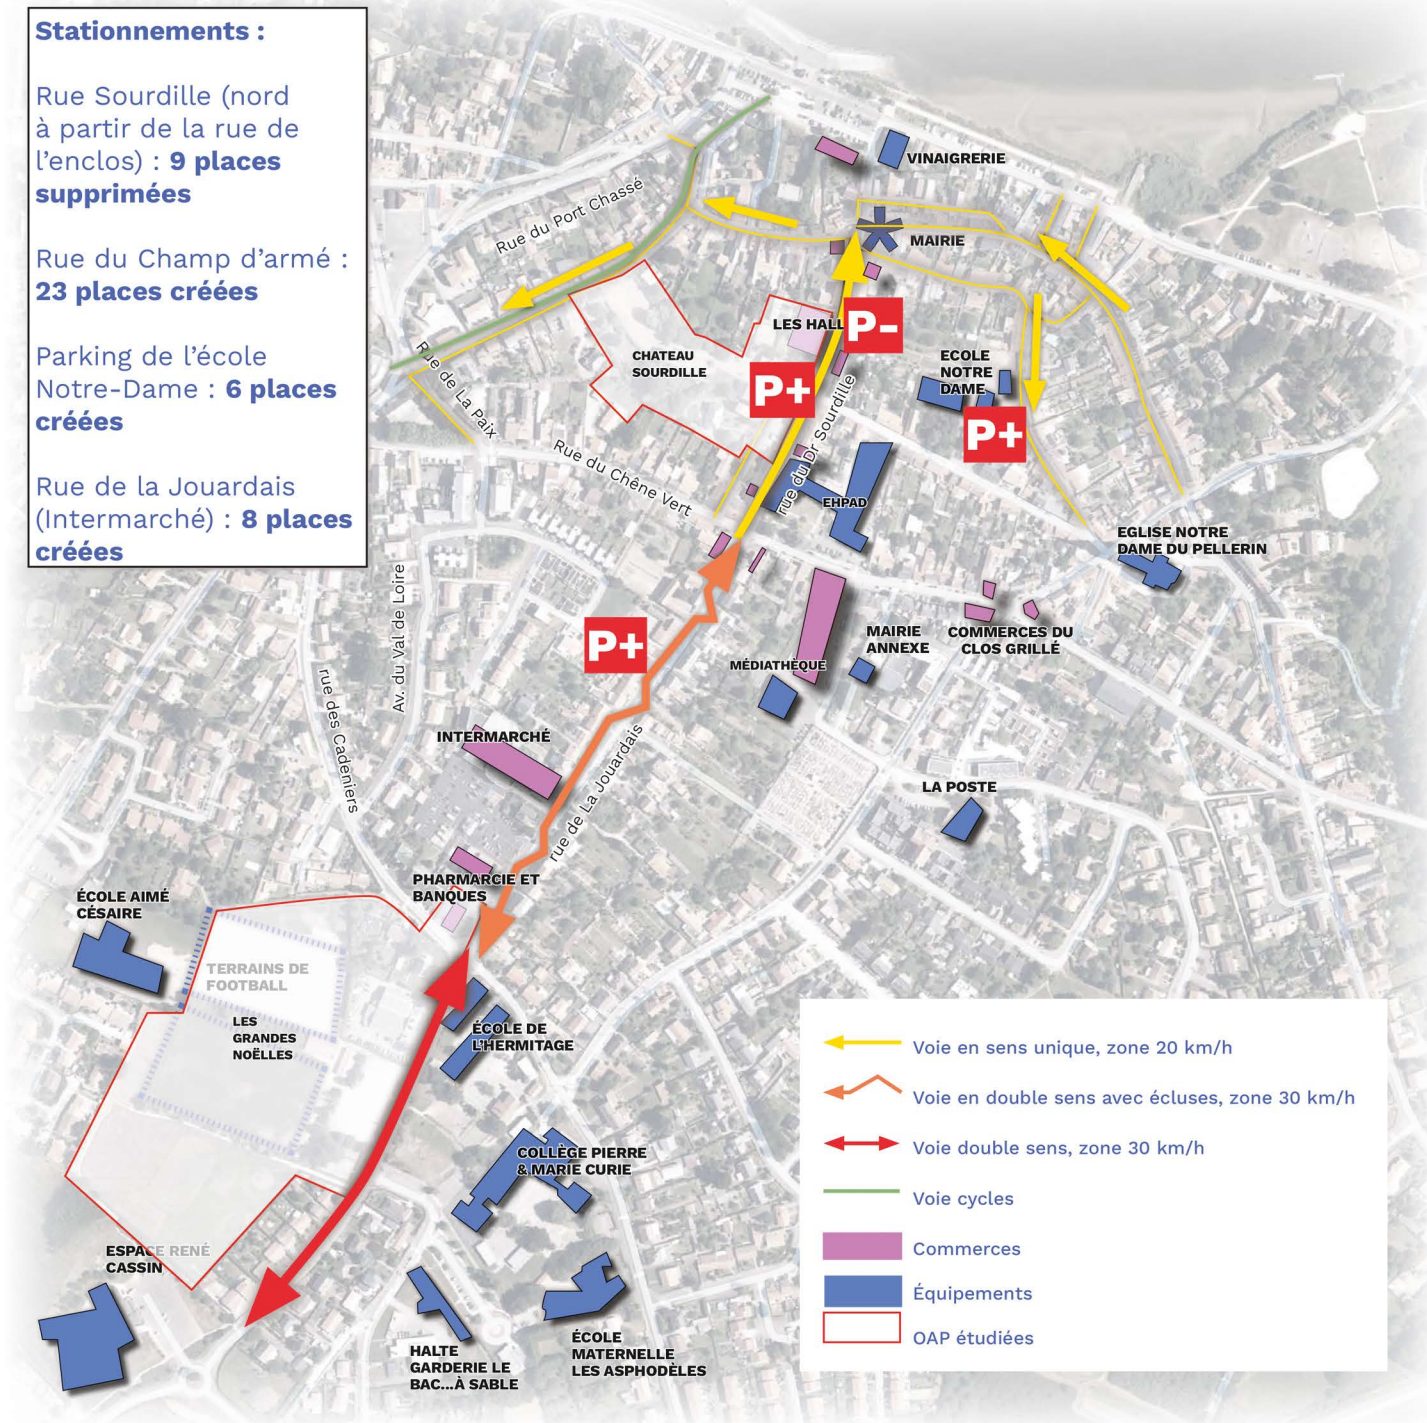 Stationnements :
Rue Sourdille (nord
à partir de la rue de
l’enclos) : 9 places
supprimées
Rue du Champ d’armé :
23 places créées
Parking de l’école
Notre-Dame : 6 places
créées
Rue de la Jouardais
(Intermarché) : 8 places
créées
VINAIGRERIE
Rue du Port Chassé
MAIRIE
LES HALL
P-
CHATEAU
SOURDILLE
P+
ECOLE
NOTRE
DAME
P+
Rue de La Paix
rue du Dr Sourdille
Rue du Chêne Vert
EHPAD
EGLISE NOTRE
DAME DU PELLERIN
Av. du Val de Loire
P+
MAIRIE
ANNEXE
COMMERCES DU
CLOS GRILLÉ
MÉDIATHÈQUE
rue des Cadeniers
INTERMARCHÉ
rue de La Jouardais
LA POSTE
PHARMARCIE ET
BANQUES
ÉCOLE AIMÉ
CÉSAIRE
TERRAINS DE
FOOTBALL
LES
GRANDES
NOËLLES
ÉCOLE DE
L’HERMITAGE
COLLÈGE PIERRE
& MARIE CURIE
ESPACE RENÉ
CASSIN
HALTE
GARDERIE LE
BAC...À SABLE
ÉCOLE
MATERNELLE
LES ASPHODÈLES
Voie en sens unique, zone 20 km/h
Voie en double sens avec écluses, zone 30 km/h
Voie double sens, zone 30 km/h
Voie cycles
Commerces
Équipements
OAP étudiées